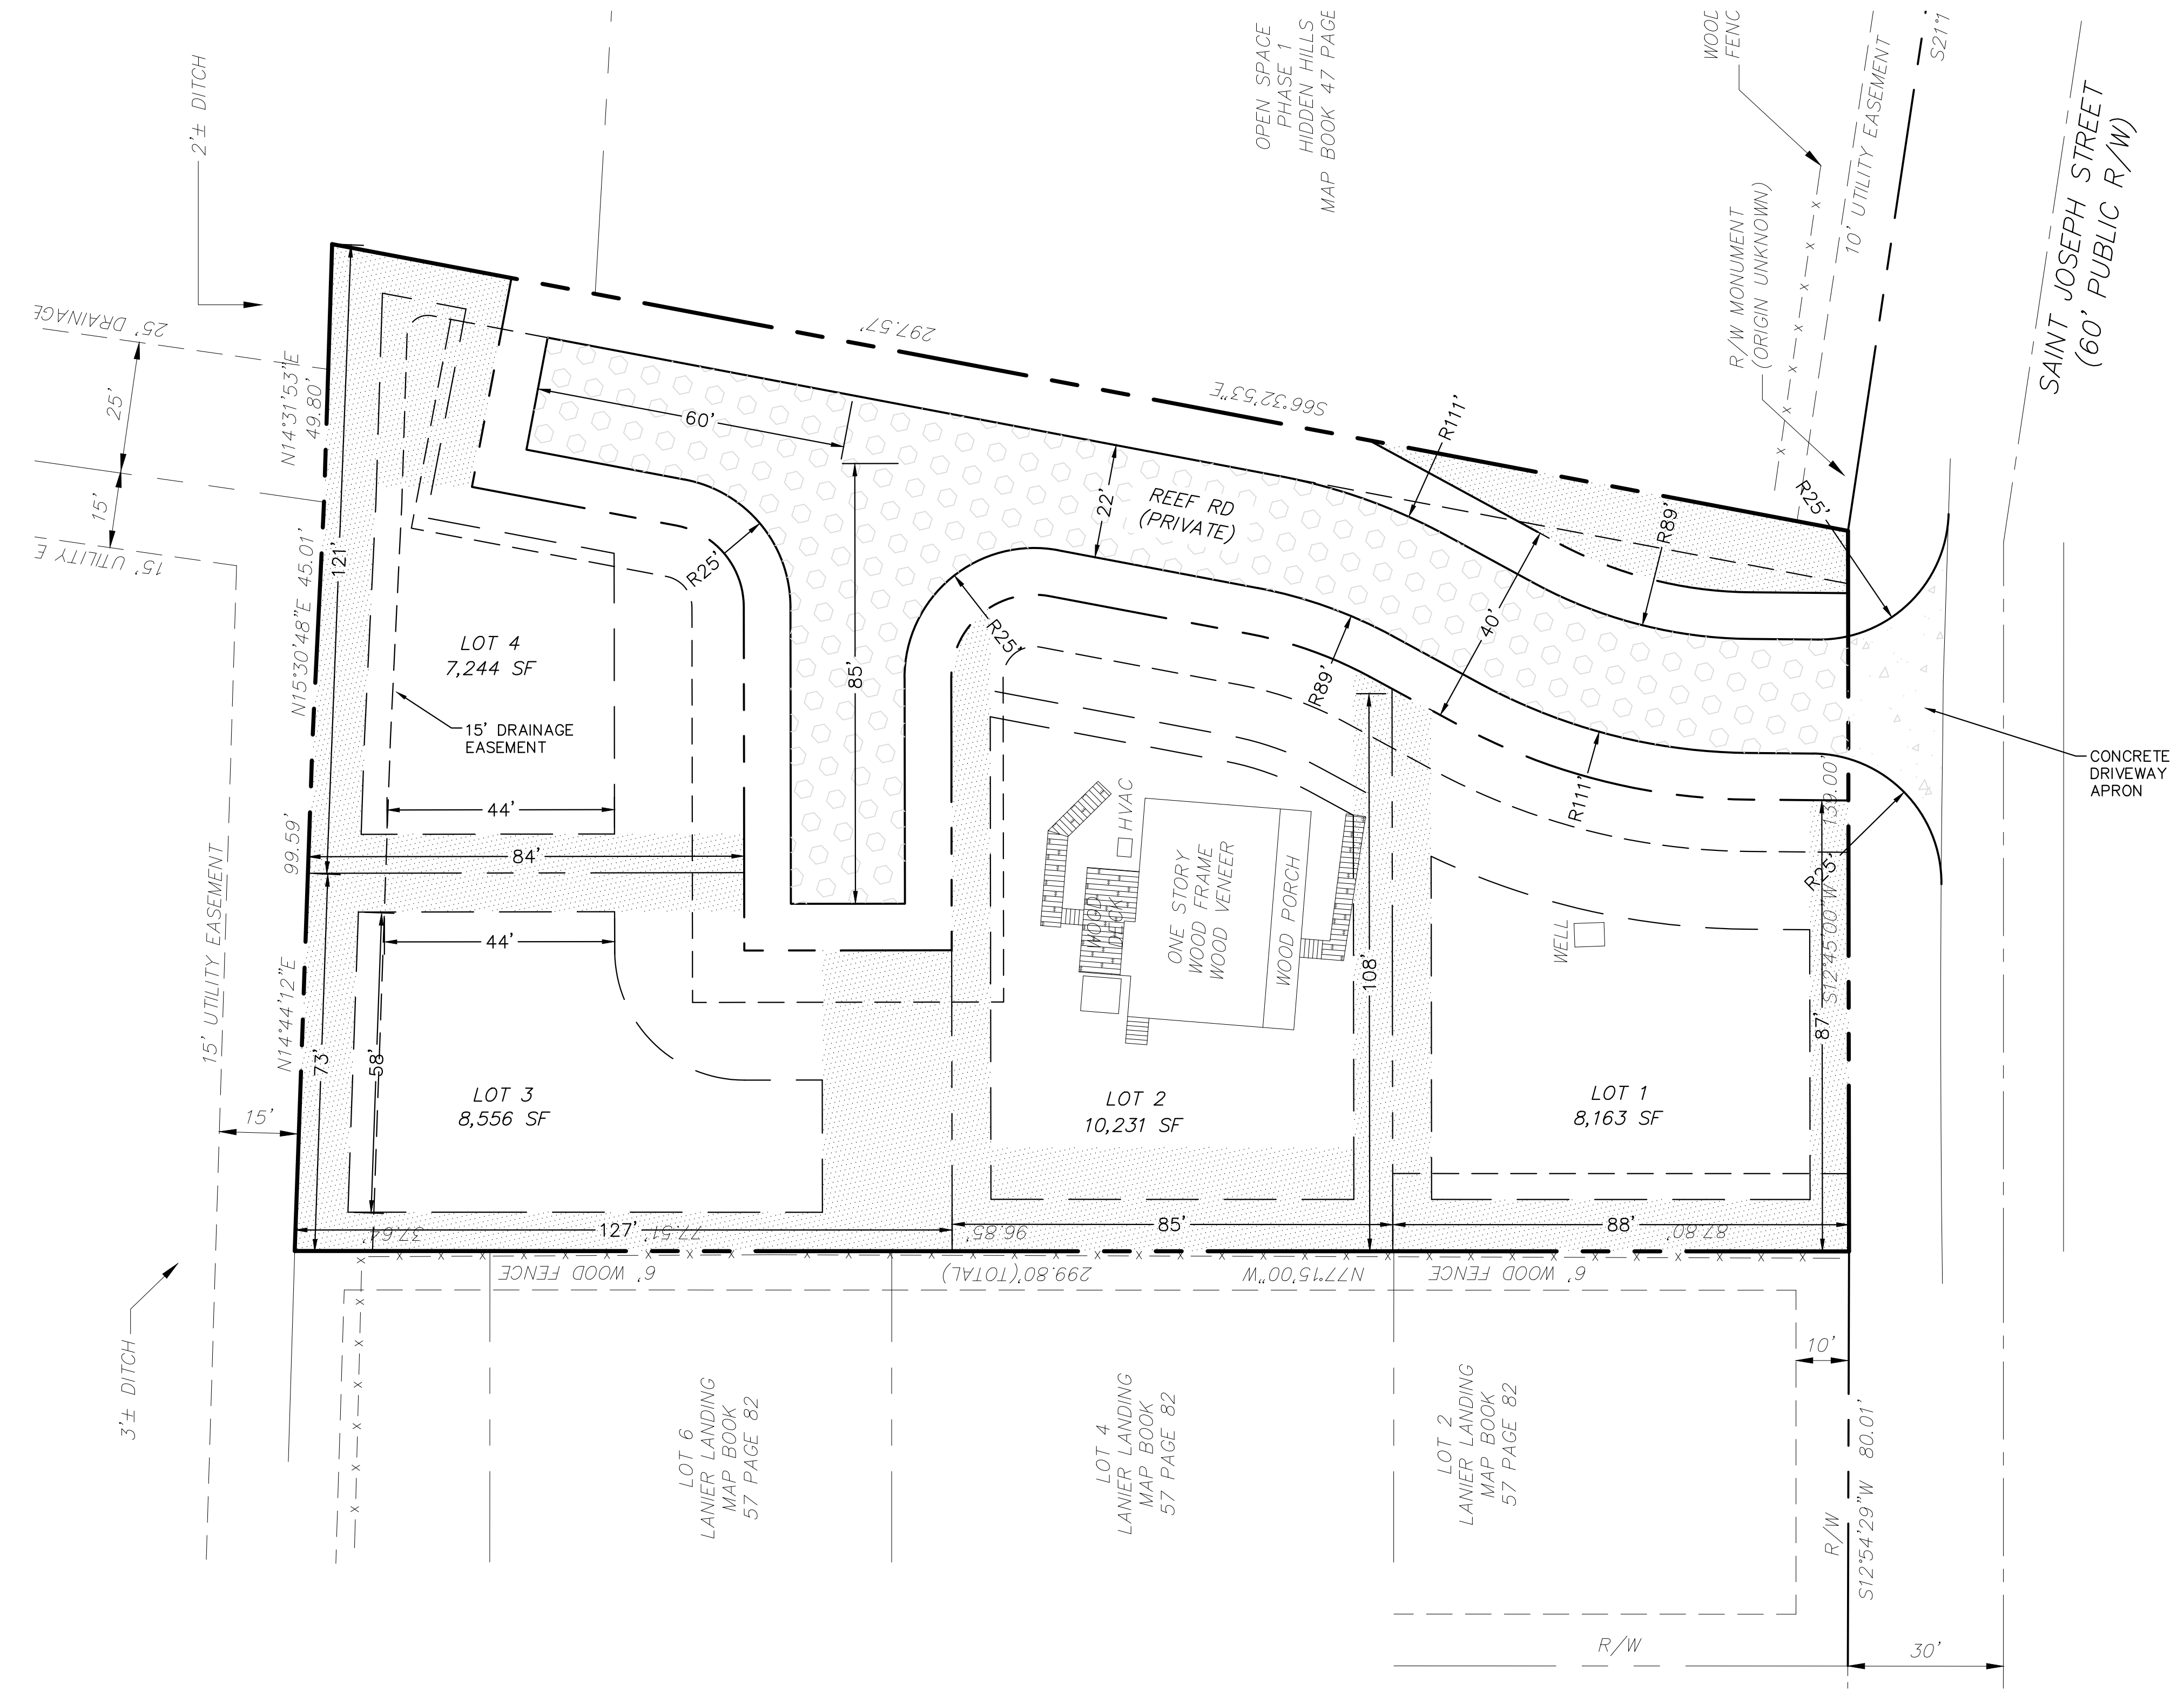 2'± DITCH
OPEN SPACE
PHASE 1
HIDDEN HILLS
MAP BOOK 47 PAGE
WOOD
FENC
10' UTILITY EASEMENT
S21°1
SAINT JOSEPH STREET
(60' PUBLIC R/W)
R/W MONUMENT
(ORIGIN UNKNOWN)
25' DRAINAGE
25'
15'
15' UTILITY E
N14°31'53"E
49.80'
297.57'
S66°32'53"E
60'
R111'
R89'
R25'
22'
REEF RD
(PRIVATE)
40'
R25'
R25'
R89'
R111'
R25'
85'
121'
N15°30'48"E 45.01'
LOT 4
7,244 SF
15' DRAINAGE
EASEMENT
44'
84'
99.59'
44'
CONCRETE
DRIVEWAY
APRON
S12°45'00"W 139.00'
HVAC
WOOD
DECK
ONE STORY
WOOD FRAME
WOOD VENEER
WOOD PORCH
WELL
108'
87'
15' UTILITY EASEMENT
N14°44'12"E
73'
58'
15'
LOT 3
8,556 SF
LOT 2
10,231 SF
LOT 1
8,163 SF
37.64'
127'
77.51'
96.85'
85'
88'
87.80'
6' WOOD FENCE
299.80'(TOTAL)
N77°15'00"W
6' WOOD FENCE
3'± DITCH
LOT 6
LANIER LANDING
MAP BOOK
57 PAGE 82
LOT 4
LANIER LANDING
MAP BOOK
57 PAGE 82
LOT 2
LANIER LANDING
MAP BOOK
57 PAGE 82
10'
R/W
S12°54'29"W 80.01'
R/W
30'